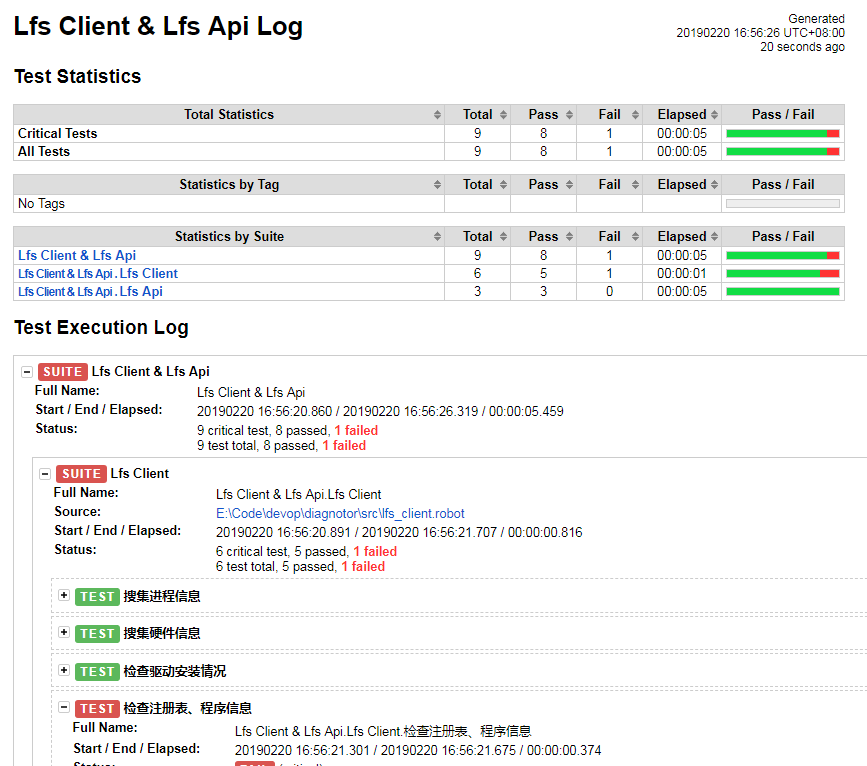 Lfs Client & Lfs Api Log
Generated
20190220 16:56:26 UTC+08:00
20 seconds ago
Test Statistics
Total Statistics Total Pass Fail Elapsed Pass / Fail
Critical Tests 9 8 1 00:00:05
All Tests 9 8 1 00:00:05
Statistics by Tag Total Pass Fail Elapsed Pass / Fail
No Tags
Statistics by Suite Total Pass Fail Elapsed Pass / Fail
Lfs Client & Lfs Api 9 8 1 00:00:05
Lfs Client & Lfs Api . Lfs Client 6 5 1 00:00:01
Lfs Client & Lfs Api . Lfs Api 3 3 0 00:00:05
Test Execution Log
SUITE Lfs Client & Lfs Api
Full Name: Lfs Client & Lfs Api
Start / End / Elapsed: 20190220 16:56:20.860 / 20190220 16:56:26.319 / 00:00:05.459
Status: 9 critical test, 8 passed, 1 failed
9 test total, 8 passed, 1 failed
SUITE Lfs Client
Full Name: Lfs Client & Lfs Api.Lfs Client
Source: E:\Code\devop\diagnotor\src\lfs_client.robot
Start / End / Elapsed: 20190220 16:56:20.891 / 20190220 16:56:21.707 / 00:00:00.816
Status: 6 critical test, 5 passed, 1 failed
6 test total, 5 passed, 1 failed
TEST 搜集进程信息
TEST 搜集硬件信息
TEST 检查驱动安装情况
TEST 检查注册表、程序信息
Full Name: Lfs Client & Lfs Api.Lfs Client.检查注册表、程序信息
Start / End / Elapsed: 20190220 16:56:21.301 / 20190220 16:56:21.675 / 00:00:00.374